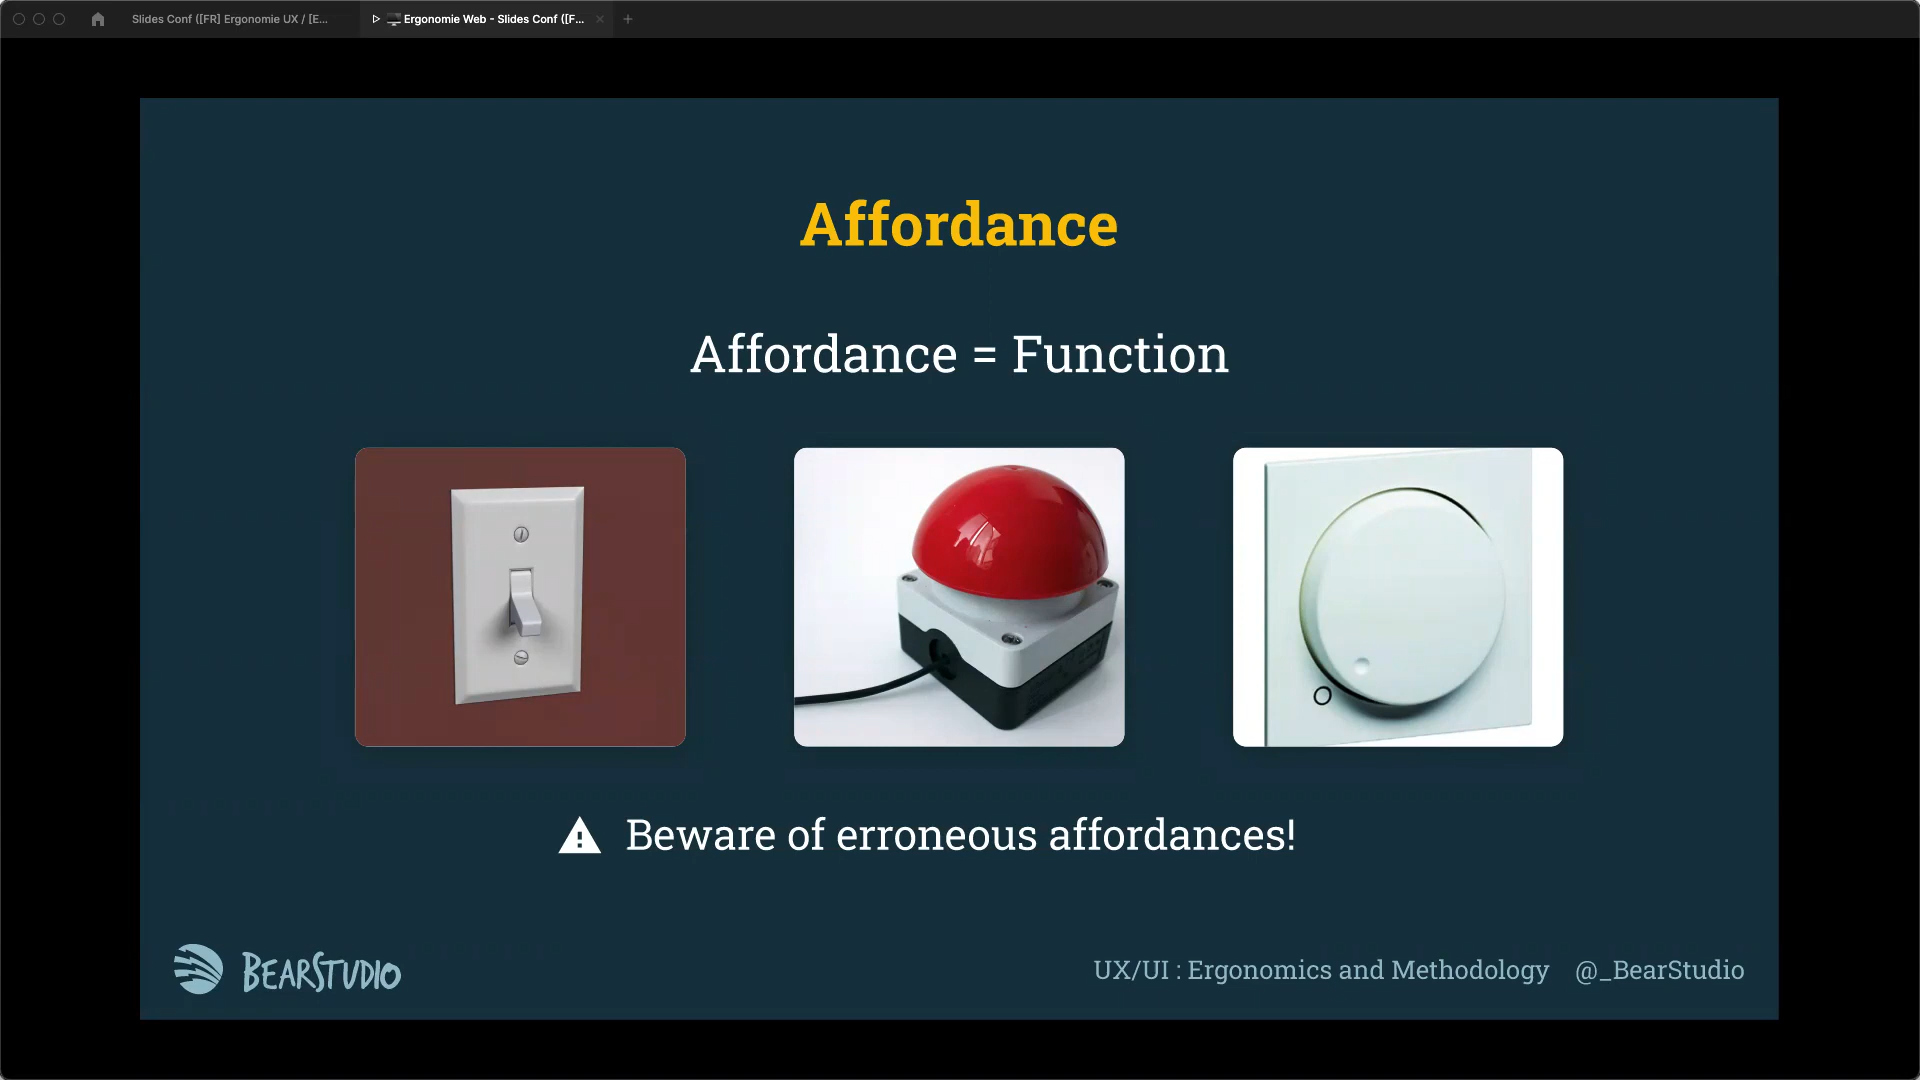 Slides Conf ([FR] Ergonomie UX / [E...
Ergonomie Web - Slides Conf ([F...
Affordance
Affordance = Function
Beware of erroneous affordances!
BEARSTUDIO
UX/UI : Ergonomics and Methodology @_BearStudio